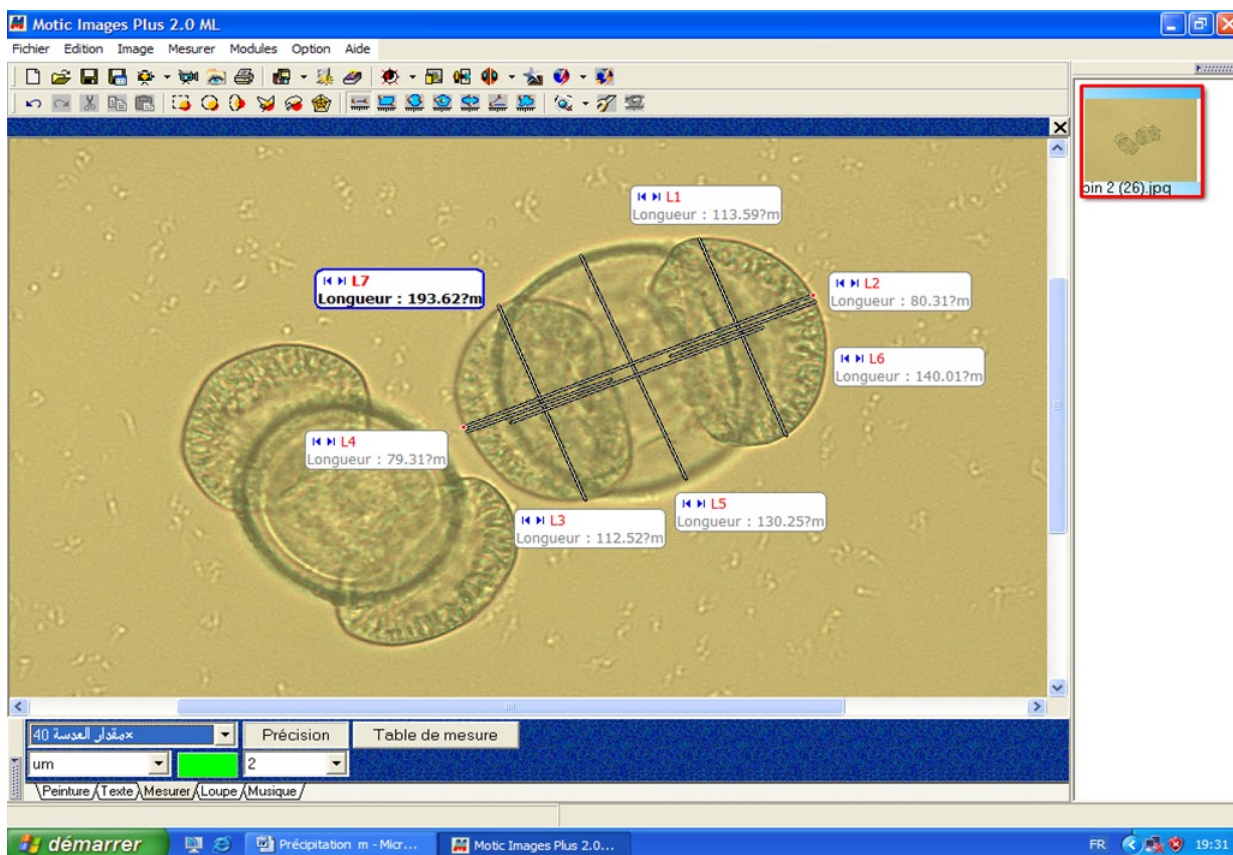 Motic Images Plus 2.0 ML
Fichier Edition Image Mesurer Modules Option Aide
L1
Longueur : 113.59?m
L7
Longueur : 193.62?m
L2
Longueur : 80.31?m
L6
Longueur : 140.01?m
L4
Longueur : 79.31?m
L3
Longueur : 112.52?m
L5
Longueur : 130.25?m
pin 2 (26).jpg
مقدار العدسة 40×
Précision
Table de mesure
um
2
Peinture Texte Mesurer Loupe Musique
démarrer
Précipitation m - Micr...
Motic Images Plus 2.0...
FR
19:31